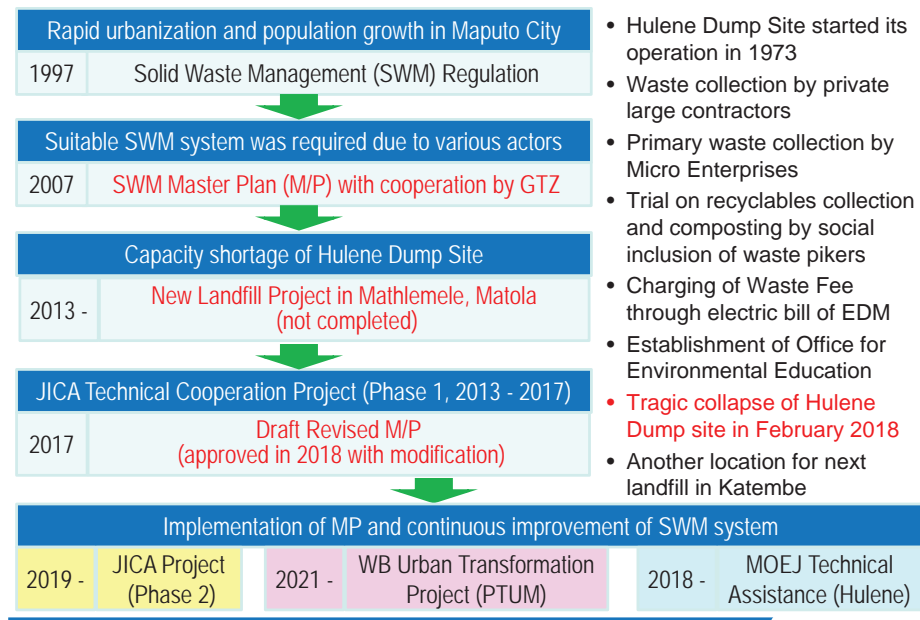 Rapid urbanization and population growth in Maputo City
1997
Solid Waste Management (SWM) Regulation
Suitable SWM system was required due to various actors
2007
SWM Master Plan (M/P) with cooperation by GTZ
Capacity shortage of Hulene Dump Site
2013 -
New Landfill Project in Mathlemele, Matola
(not completed)
JICA Technical Cooperation Project (Phase 1, 2013 - 2017)
2017
Draft Revised M/P
(approved in 2018 with modification)
• Hulene Dump Site started its
operation in 1973
• Waste collection by private
large contractors
• Primary waste collection by
Micro Enterprises
• Trial on recyclables collection
and composting by social
inclusion of waste pikers
• Charging of Waste Fee
through electric bill of EDM
• Establishment of Office for
Environmental Education
• Tragic collapse of Hulene
Dump site in February 2018
• Another location for next
landfill in Katembe
Implementation of MP and continuous improvement of SWM system
2019 -
JICA Project
(Phase 2)
2021 -
WB Urban Transformation
Project (PTUM)
2018 -
MOEJ Technical
Assistance (Hulene)